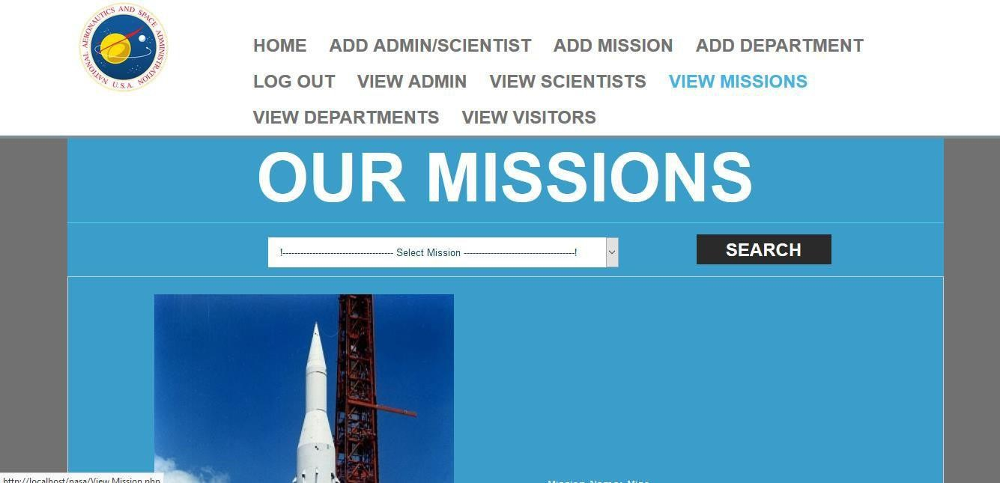 NATIONAL AERONAUTICS AND SPACE ADMINISTRATION
U.S.A.
HOME ADD ADMIN/SCIENTIST ADD MISSION ADD DEPARTMENT
LOG OUT VIEW ADMIN VIEW SCIENTISTS VIEW MISSIONS
VIEW DEPARTMENTS VIEW VISITORS
OUR MISSIONS
!------------------------------------- Select Mission -------------------------------------! SEARCH
Mission Name:
http://localhost/nasa/View Mission.php